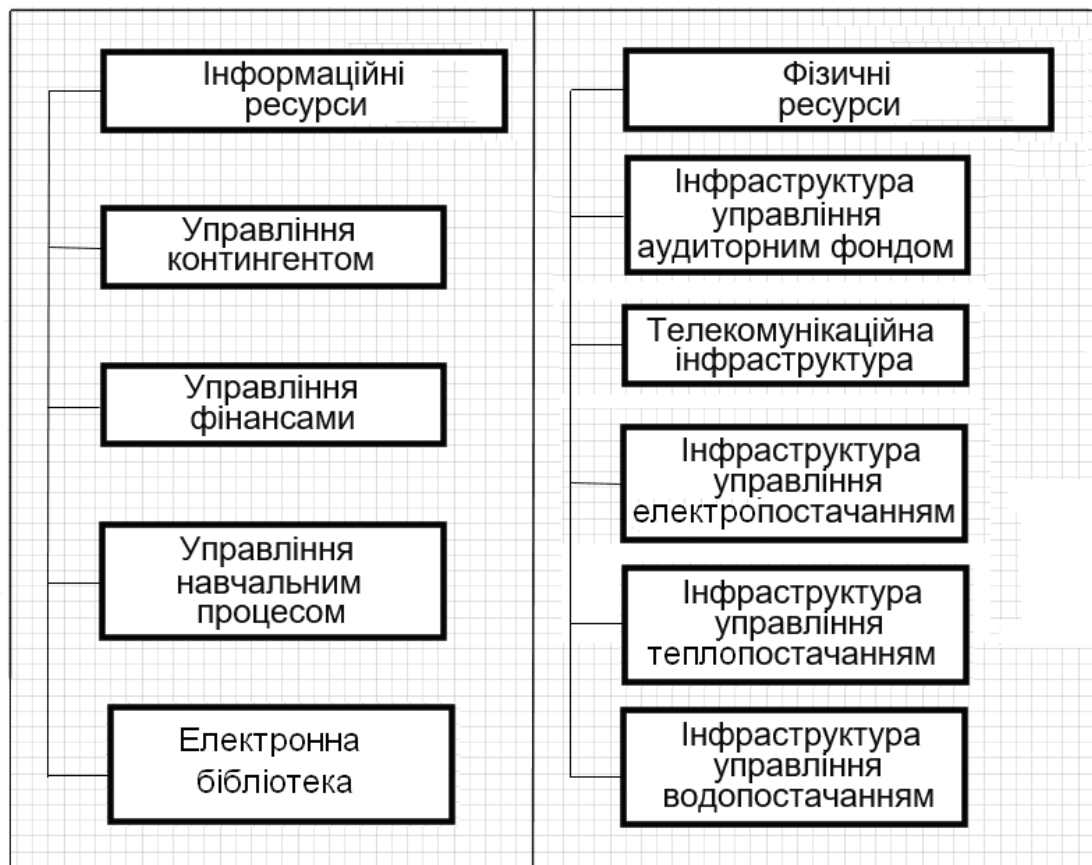 Інформаційні
ресурси
Управління
контингентом
Управління
фінансами
Управління
навчальним
процесом
Електронна
бібліотека
Фізичні
ресурси
Інфраструктура
управління
аудиторним фондом
Телекомунікаційна
інфраструктура
Інфраструктура
управління
електропостачанням
Інфраструктура
управління
теплопостачанням
Інфраструктура
управління
водопостачанням